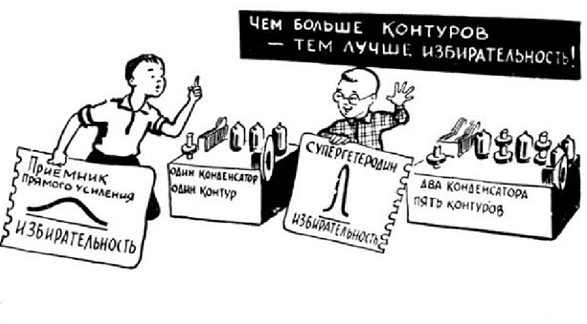 ЧЕМ БОЛЬШЕ КОНТУРОВ
— ТЕМ ЛУЧШЕ ИЗБИРАТЕЛЬНОСТЬ!
ПРИЕМНИК
ПРЯМОГО УСИЛЕНИЯ
ИЗБИРАТЕЛЬНОСТЬ
ОДИН КОНДЕНСАТОР
ОДИН КОНТУР
СУПЕРГЕТЕРОДИН
ИЗБИРАТЕЛЬНОСТЬ
ДВА КОНДЕНСАТОРА
ПЯТЬ КОНТУРОВ